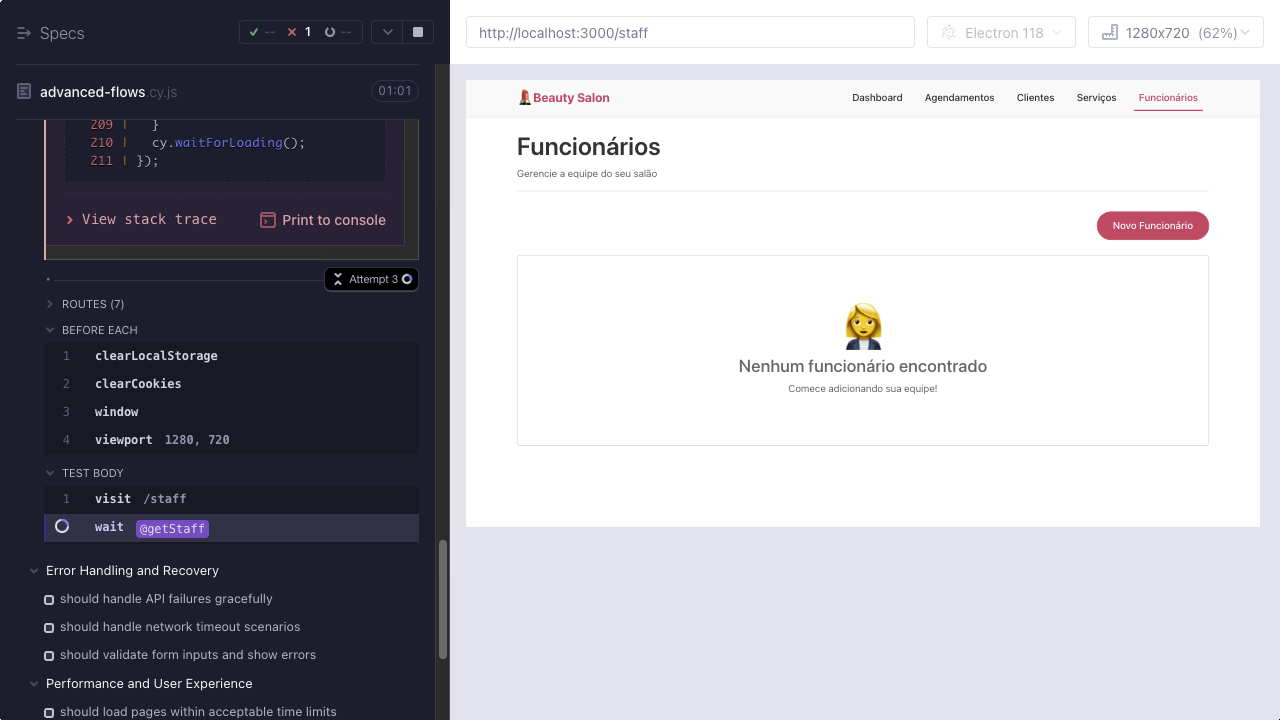 Specs
-- 1 --
advanced-flows.cy.js 01:01
209 | }
210 | cy.waitForLoading();
211 | });
View stack trace Print to console
Attempt 3
ROUTES (7)
BEFORE EACH
1 clearLocalStorage
2 clearCookies
3 window
4 viewport 1280, 720
TEST BODY
1 visit /staff
wait @getStaff
Error Handling and Recovery
should handle API failures gracefully
should handle network timeout scenarios
should validate form inputs and show errors
Performance and User Experience
should load pages within acceptable time limits
http://localhost:3000/staff Electron 118 1280x720 (62%)
Beauty Salon Dashboard Agendamentos Clientes Serviços Funcionários
Funcionários
Gerencie a equipe do seu salão
Novo Funcionário
Nenhum funcionário encontrado
Comece adicionando sua equipe!